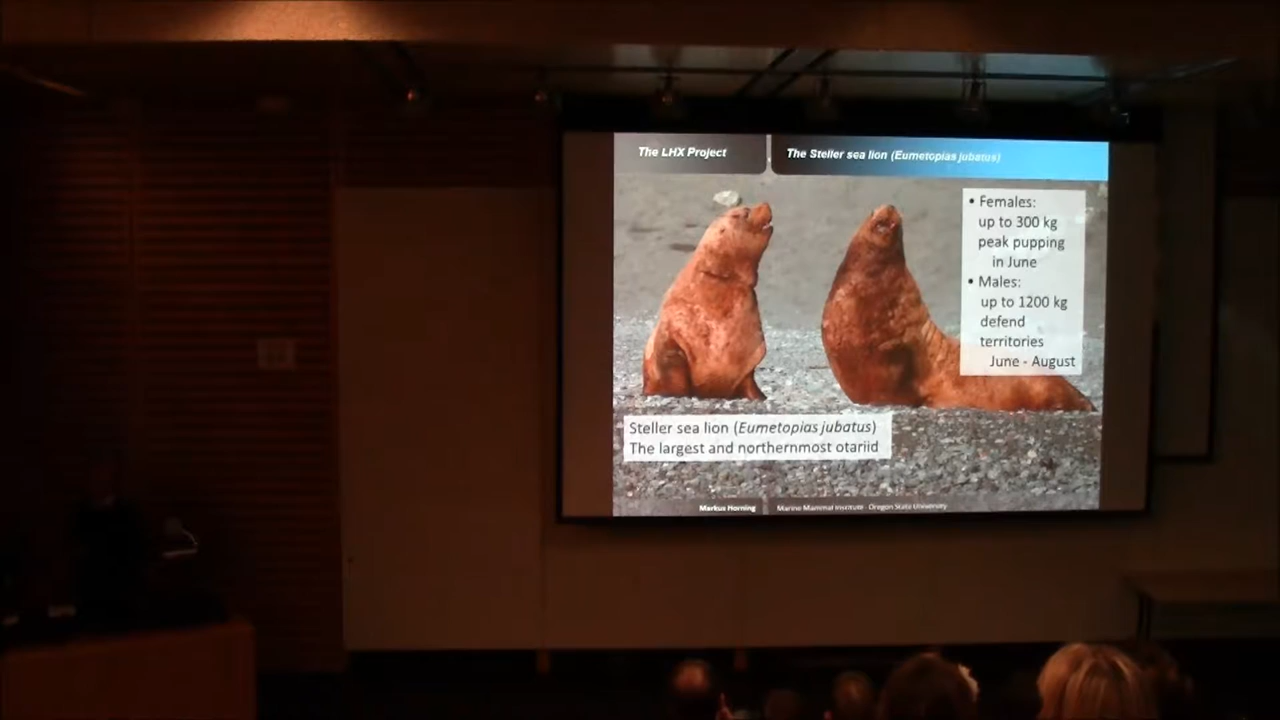 The LHX Project
The Steller sea lion (Eumetopias jubatus)
• Females:
up to 300 kg
peak pupping
in June
• Males:
up to 1200 kg
defend
territories
June - August
Steller sea lion (Eumetopias jubatus)
The largest and northernmost otariid
Markus Horning
Marine Mammal Institute - Oregon State University